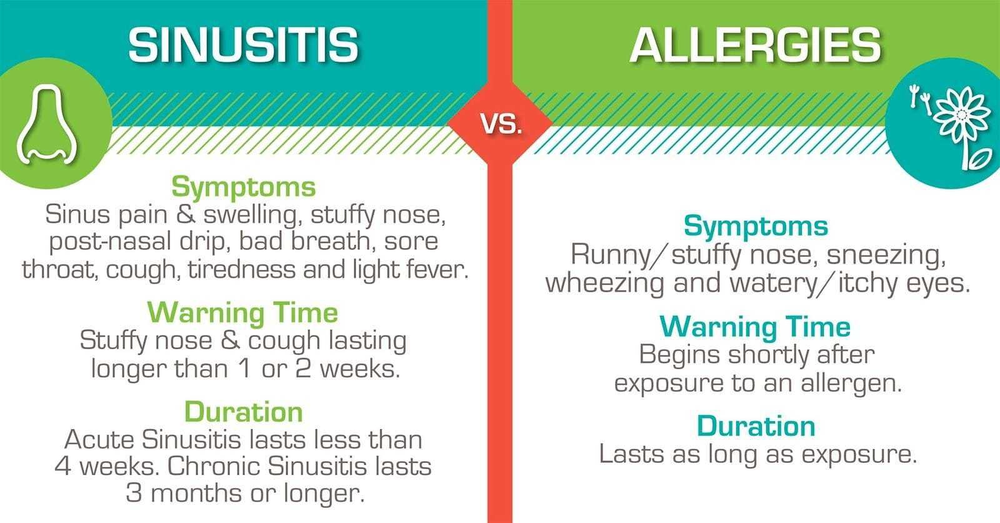 SINUSITIS
VS.
ALLERGIES
Symptoms
Sinus pain & swelling, stuffy nose,
post-nasal drip, bad breath, sore
throat, cough, tiredness and light fever.
Warning Time
Stuffy nose & cough lasting
longer than 1 or 2 weeks.
Duration
Acute Sinusitis lasts less than
4 weeks. Chronic Sinusitis lasts
3 months or longer.
Symptoms
Runny/stuffy nose, sneezing,
wheezing and watery/itchy eyes.
Warning Time
Begins shortly after
exposure to an allergen.
Duration
Lasts as long as exposure.